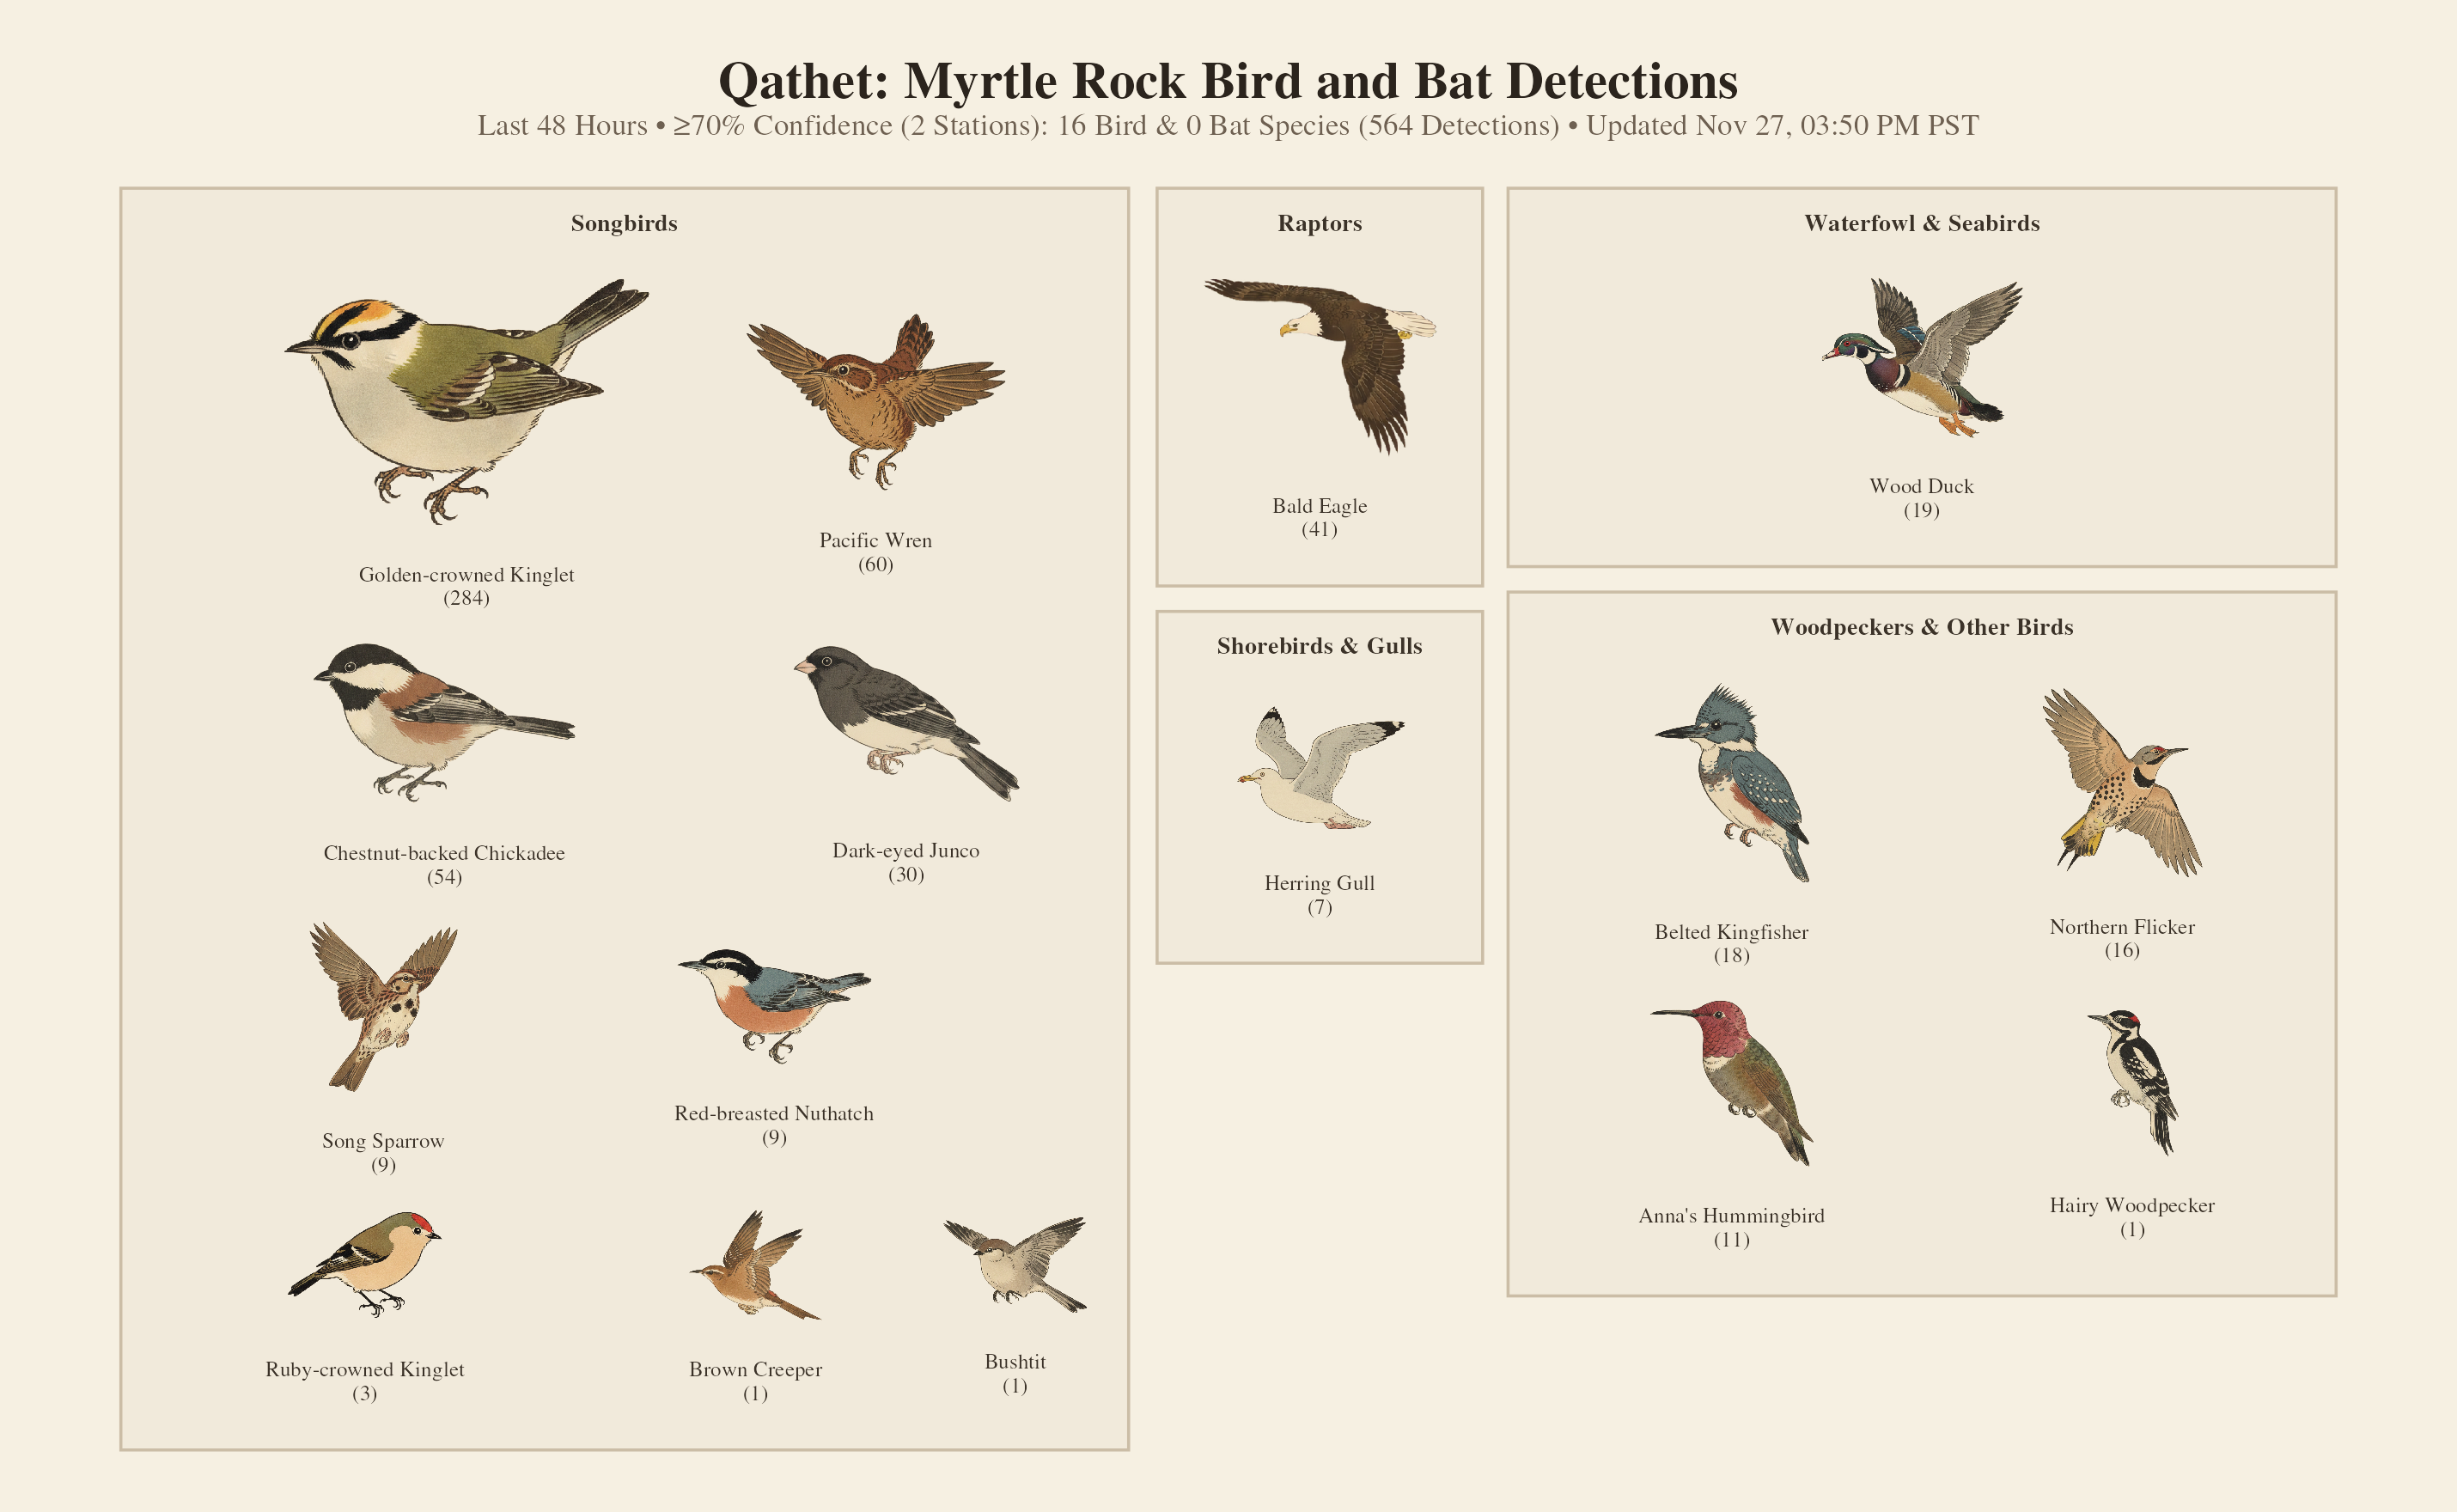 Qathet: Myrtle Rock Bird and Bat Detections
Last 48 Hours • ≥70% Confidence (2 Stations): 16 Bird & 0 Bat Species (564 Detections) • Updated Nov 27, 03:50 PM PST
Songbirds
Golden-crowned Kinglet
(284)
Pacific Wren
(60)
Chestnut-backed Chickadee
(54)
Dark-eyed Junco
(30)
Song Sparrow
(9)
Red-breasted Nuthatch
(9)
Ruby-crowned Kinglet
(3)
Brown Creeper
(1)
Bushtit
(1)
Raptors
Bald Eagle
(41)
Shorebirds & Gulls
Herring Gull
(7)
Waterfowl & Seabirds
Wood Duck
(19)
Woodpeckers & Other Birds
Belted Kingfisher
(18)
Northern Flicker
(16)
Anna's Hummingbird
(11)
Hairy Woodpecker
(1)